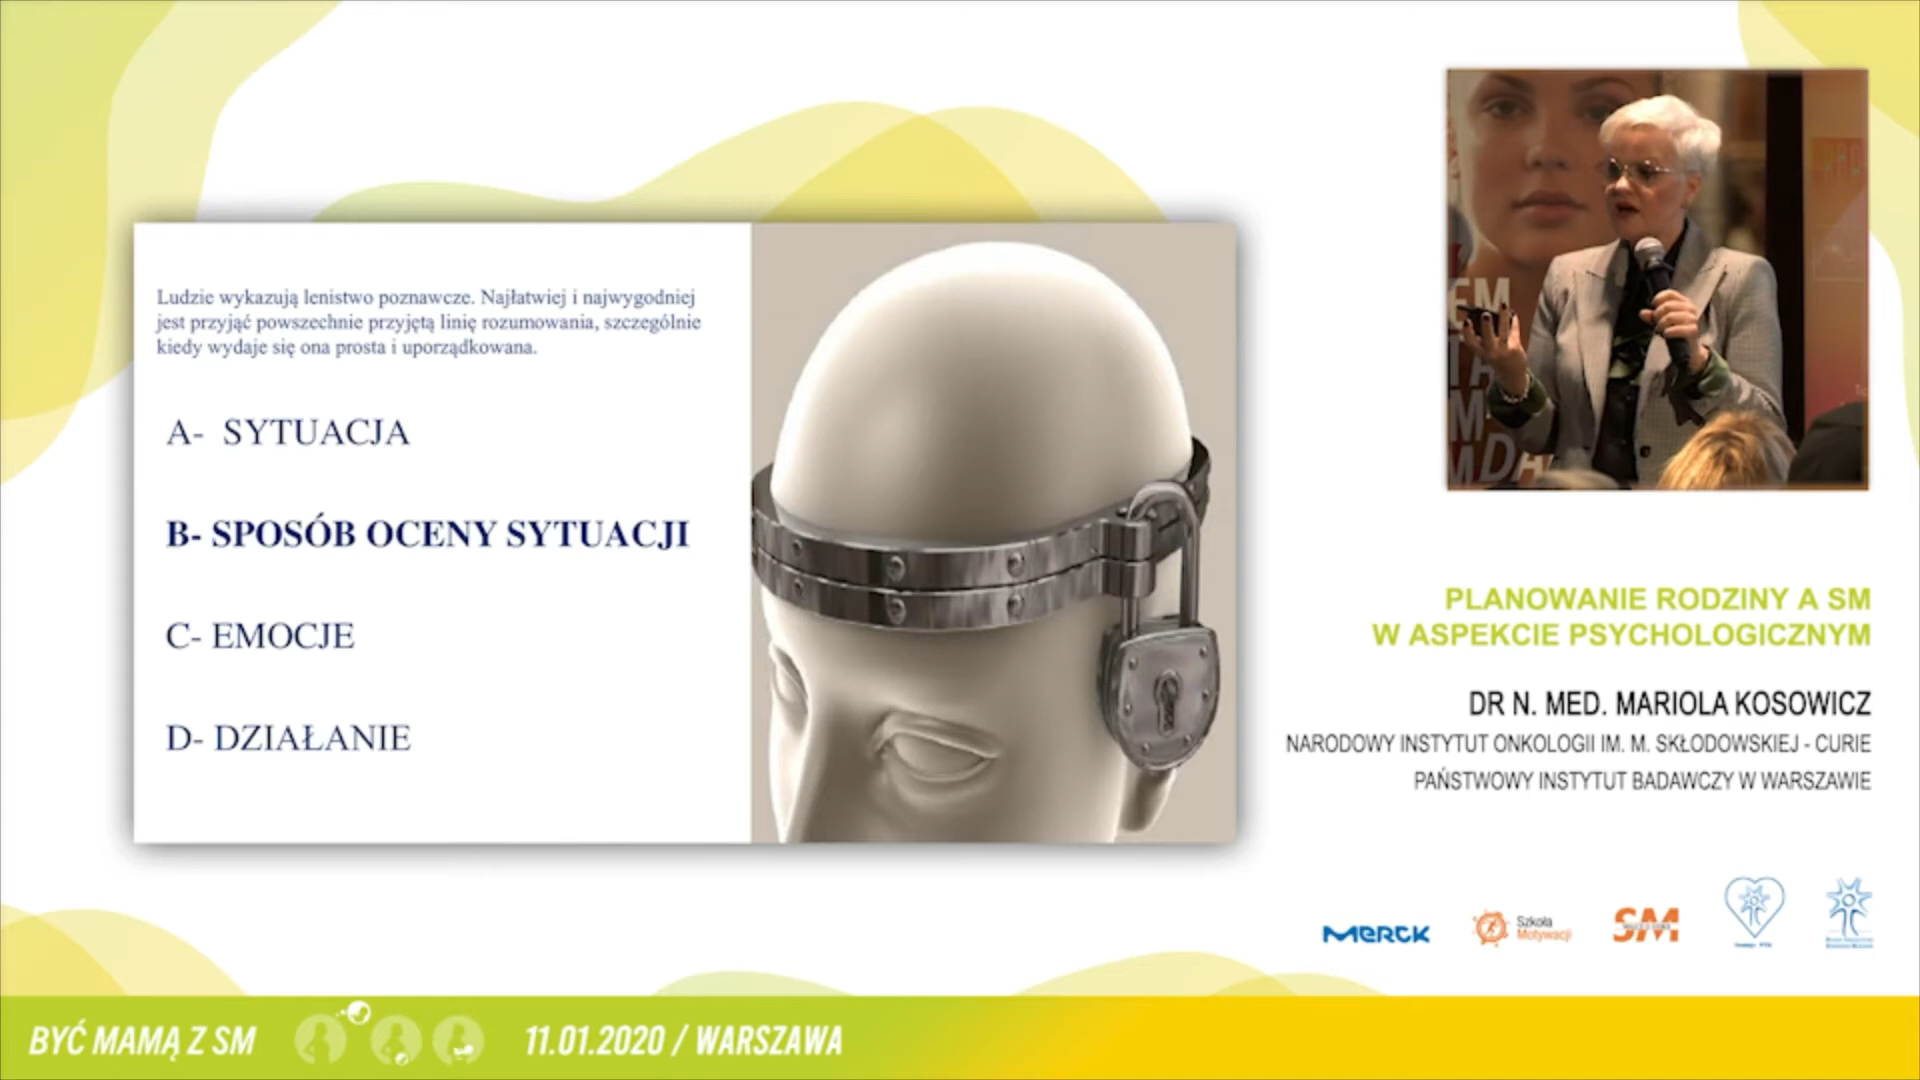 Ludzie wykazują lenistwo poznawcze. Najłatwiej i najwygodniej
jest przyjąć powszechnie przyjętą linię rozumowania, szczególnie
kiedy wydaje się ona prosta i uporządkowana.
A- SYTUACJA
B- SPOSÓB OCENY SYTUACJI
C- EMOCJE
D- DZIAŁANIE
PLANOWANIE RODZINY A SM
W ASPEKCIE PSYCHOLOGICZNYM
DR N. MED. MARIOLA KOSOWICZ
NARODOWY INSTYTUT ONKOLOGII IM. M. SKŁODOWSKIEJ - CURIE
PAŃSTWOWY INSTYTUT BADAWCZY W WARSZAWIE
MERCK
Szkoła
Motywacji
SM
BYĆ MAMĄ Z SM
11.01.2020 / WARSZAWA